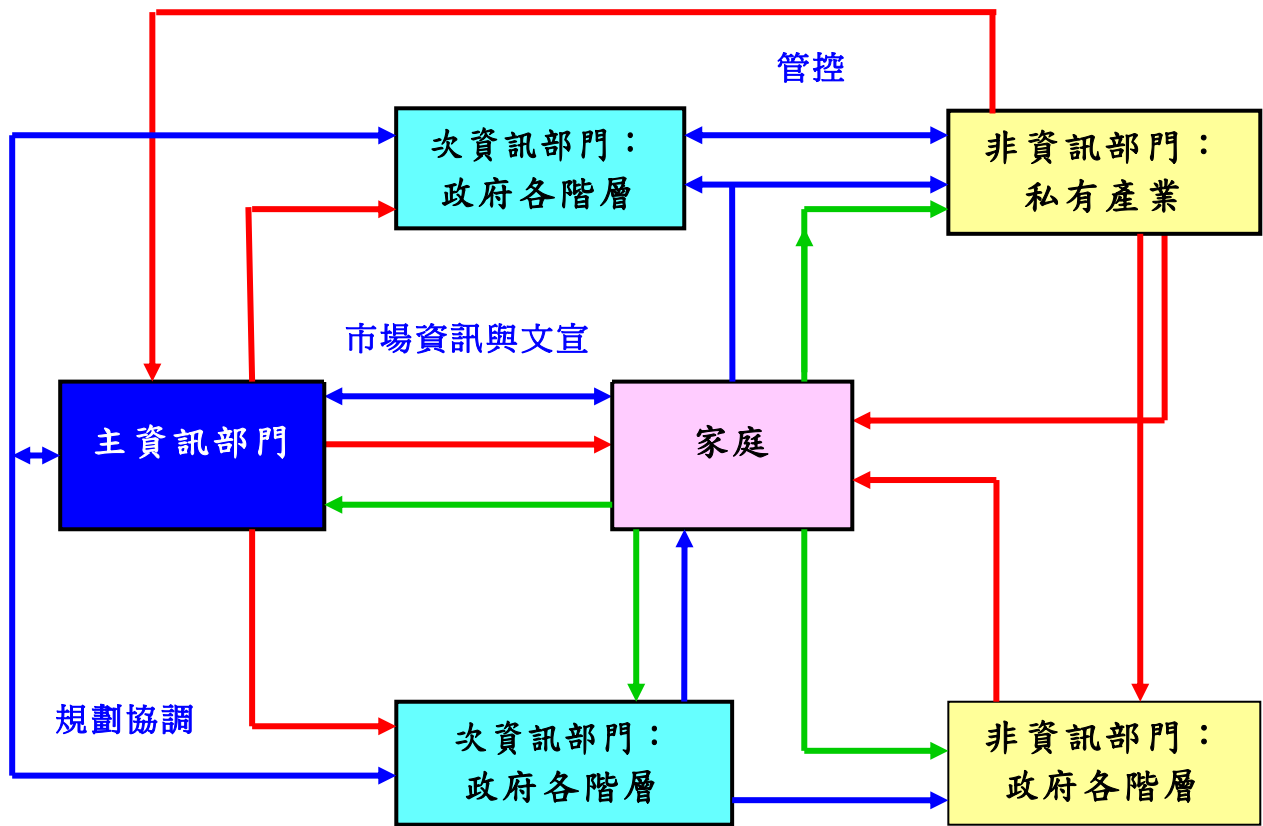 管控
次資訊部門：
政府各階層
非資訊部門：
私有產業
市場資訊與文宣
主資訊部門
家庭
規劃協調
次資訊部門：
政府各階層
非資訊部門：
政府各階層